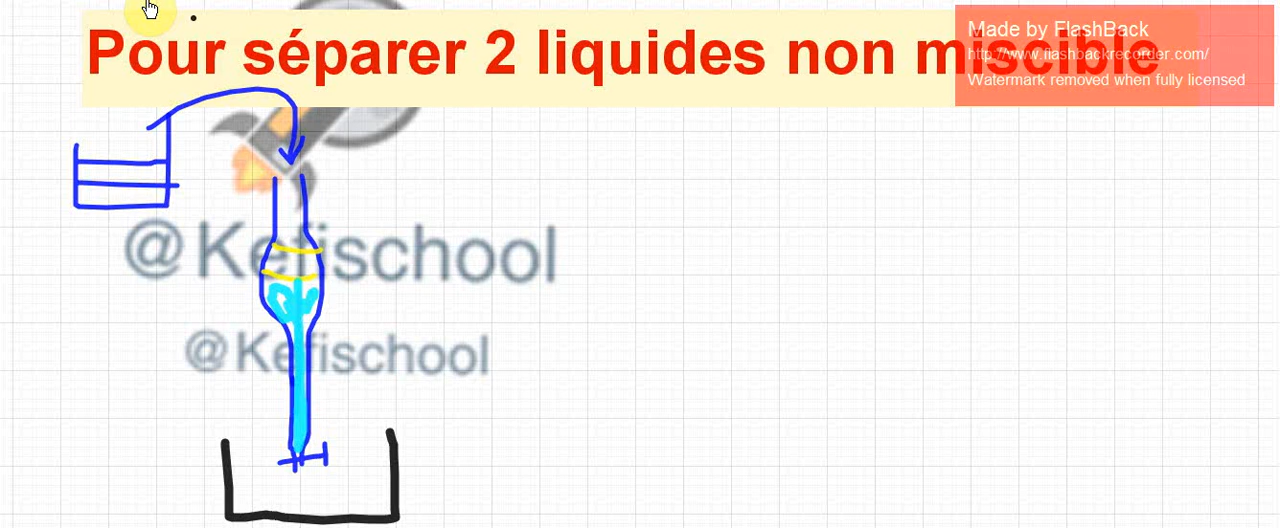 Pour séparer 2 liquides non miscible
Made by FlashBack
http://www.flashbackrecorder.com/
Watermark removed when fully licensed
@Kefischool
@Kefischool